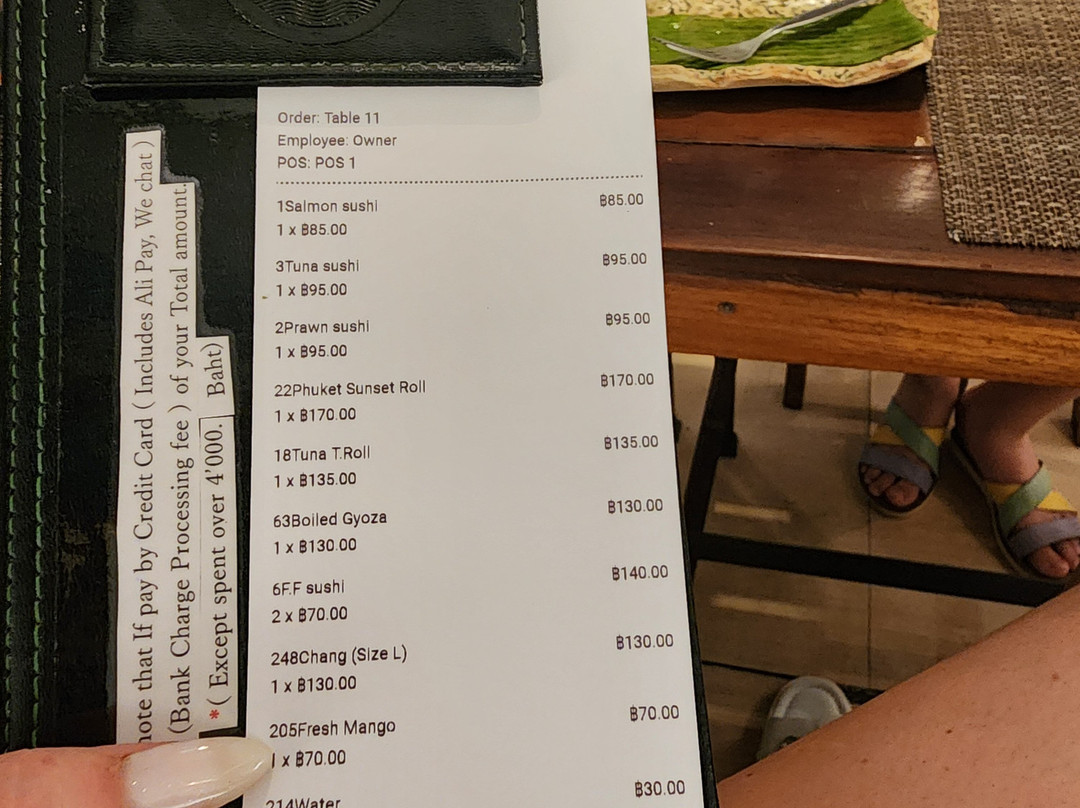 Order: Table 11
Employee: Owner
POS: POS 1
1Salmon sushi ฿85.00
1 x ฿85.00
3Tuna sushi ฿95.00
1 x ฿95.00
2Prawn sushi ฿95.00
1 x ฿95.00
22Phuket Sunset Roll ฿170.00
1 x ฿170.00
18Tuna T.Roll ฿135.00
1 x ฿135.00
63Boiled Gyoza ฿130.00
1 x ฿130.00
6F.F sushi ฿140.00
2 x ฿70.00
248Chang (Size L) ฿130.00
1 x ฿130.00
205Fresh Mango ฿70.00
1 x ฿70.00
214Water ฿30.00
note that If pay by Credit Card ( Includes Ali Pay, We chat )
(Bank Charge Processing fee ) of your Total amount.
*( Except spent over 4'000. Baht)